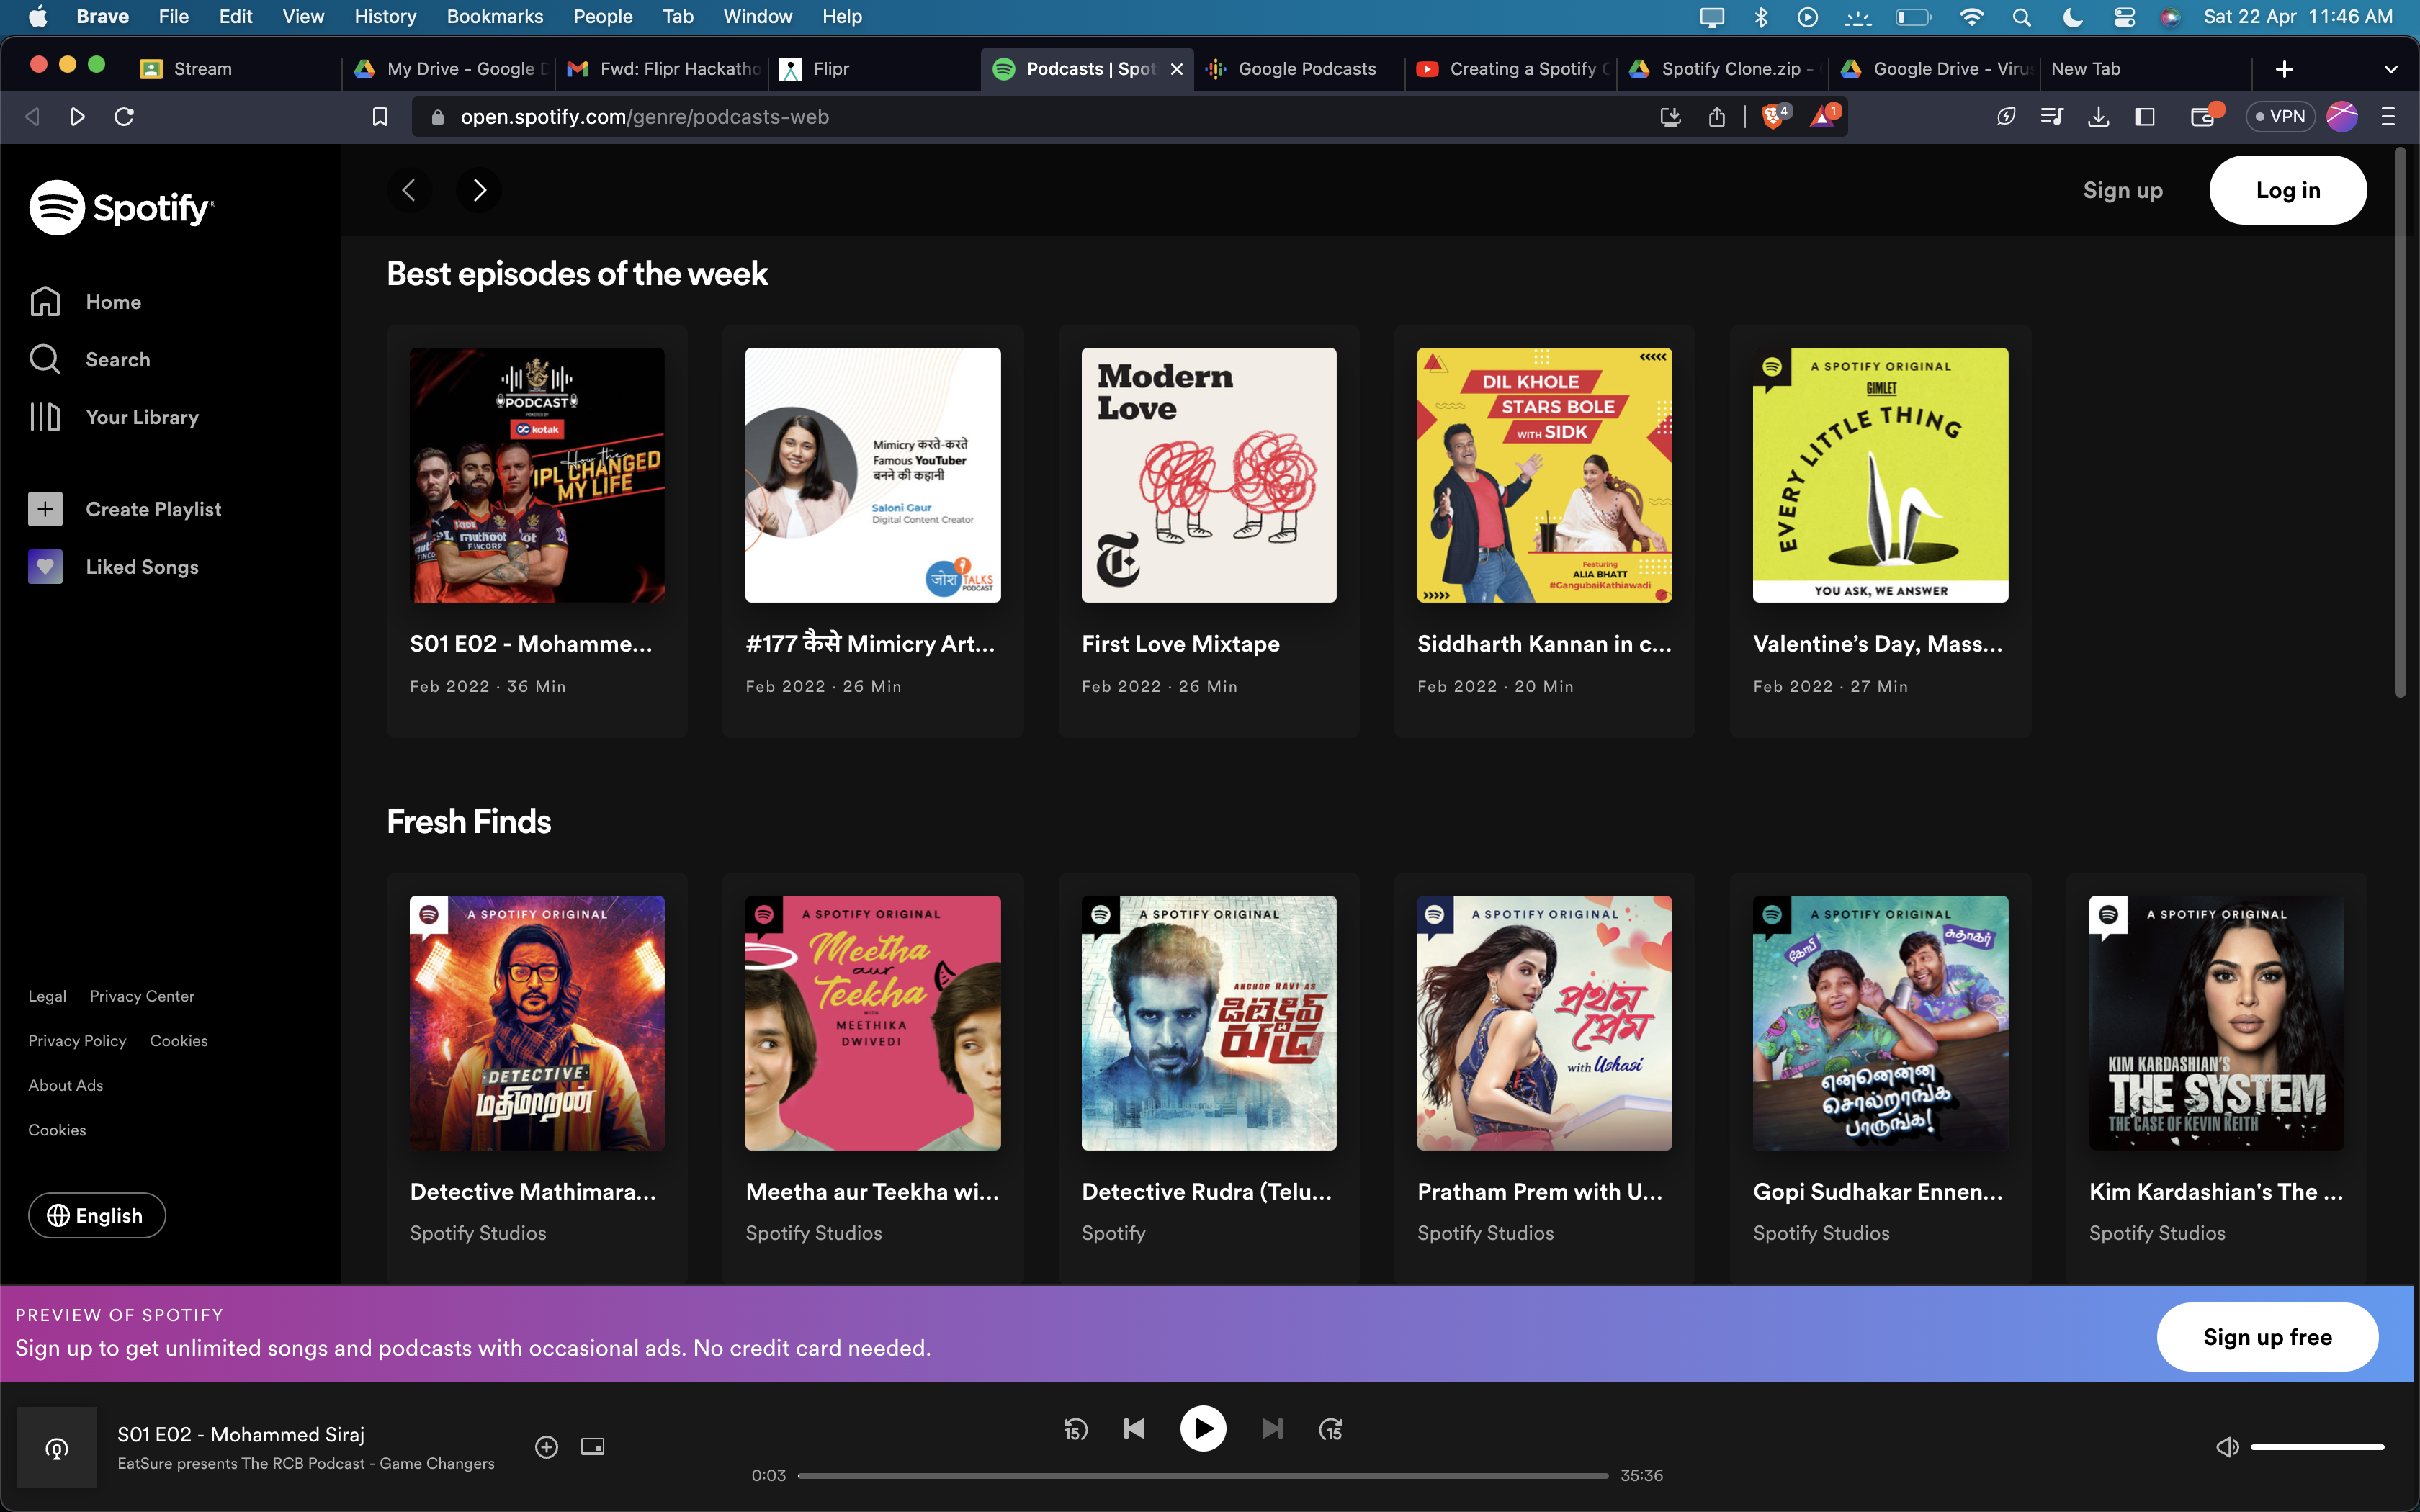 Brave File Edit View History Bookmarks People Tab Window Help Sat 22 Apr 11:46 AM
Stream My Drive - Google D Fwd: Flipr Hackatho Flipr Podcasts | Spot Google Podcasts Creating a Spotify C Spotify Clone.zip - Google Drive - Viru New Tab
open.spotify.com/genre/podcasts-web 4 1 VPN
Spotify
Sign up Log in
Home
Search
Your Library
Create Playlist
Liked Songs
Best episodes of the week
PODCAST
POWERED BY
kotak
How the
IPL CHANGED
MY LIFE
muthoot
FINCORP
S01 E02 - Mohamme...
Feb 2022 · 36 Min
Mimicry करते-करते
Famous YouTuber
बनने की कहानी
Saloni Gaur
Digital Content Creator
जोश TALKS
PODCAST
#177 कैसे Mimicry Art...
Feb 2022 · 26 Min
Modern
Love
T
First Love Mixtape
Feb 2022 · 26 Min
DIL KHOLE
STARS BOLE
WITH SIDK
Featuring
ALIA BHATT
#GangubaiKathiawadi
Siddharth Kannan in c...
Feb 2022 · 20 Min
A SPOTIFY ORIGINAL
GIMLET
EVERY LITTLE THING
YOU ASK, WE ANSWER
Valentine’s Day, Mass...
Feb 2022 · 27 Min
Fresh Finds
A SPOTIFY ORIGINAL
DETECTIVE
மதிமாறன்
Detective Mathimara...
Spotify Studios
A SPOTIFY ORIGINAL
Meetha
aur
Teekha
WITH
MEETHIKA
DWIVEDI
Meetha aur Teekha wi...
Spotify Studios
A SPOTIFY ORIGINAL
ANCHOR RAVI AS
డిటెక్టివ్
రుద్ర
Detective Rudra (Telu...
Spotify
A SPOTIFY ORIGINAL
প্রথম
প্রেম
with Ushasi
Pratham Prem with U...
Spotify Studios
A SPOTIFY ORIGINAL
கோபி
சுதாகர்
என்னென்ன
சொல்றாங்க
பாருங்க!
Gopi Sudhakar Ennen...
Spotify Studios
A SPOTIFY ORIGINAL
KIM KARDASHIAN'S
THE SYSTEM
THE CASE OF KEVIN KEITH
Kim Kardashian's The ...
Spotify Studios
Legal Privacy Center
Privacy Policy Cookies
About Ads
Cookies
English
PREVIEW OF SPOTIFY
Sign up to get unlimited songs and podcasts with occasional ads. No credit card needed.
Sign up free
S01 E02 - Mohammed Siraj
EatSure presents The RCB Podcast - Game Changers
15 15
0:03 35:36